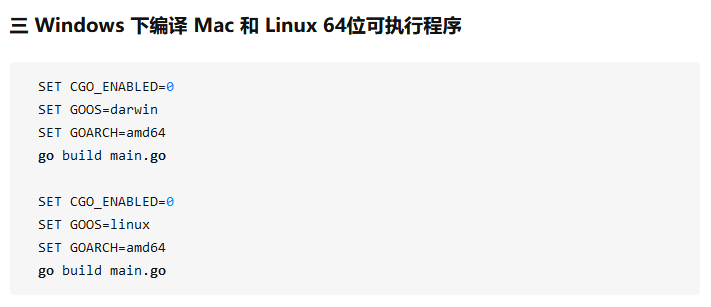 三 Windows 下编译 Mac 和 Linux 64位可执行程序
SET CGO_ENABLED=0
SET GOOS=darwin
SET GOARCH=amd64
go build main.go
SET CGO_ENABLED=0
SET GOOS=linux
SET GOARCH=amd64
go build main.go